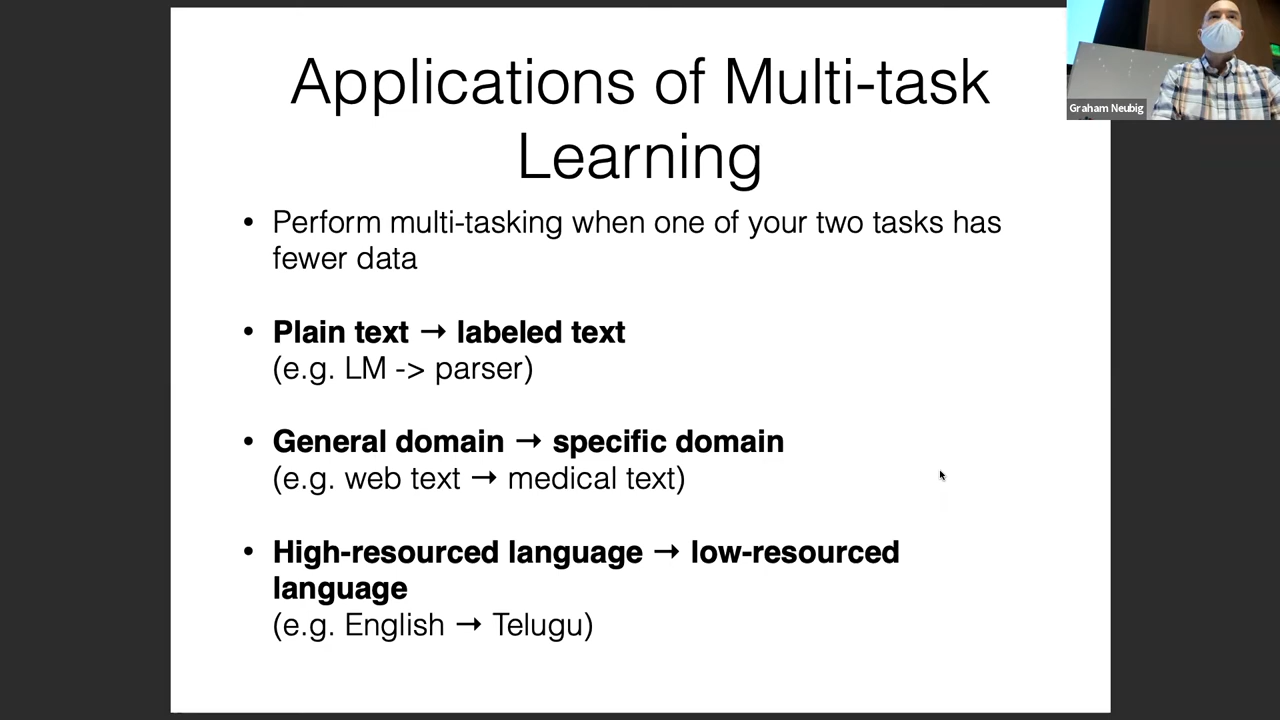 Applications of Multi-task
Learning
• Perform multi-tasking when one of your two tasks has
fewer data
• Plain text → labeled text
(e.g. LM -> parser)
• General domain → specific domain
(e.g. web text → medical text)
• High-resourced language → low-resourced
language
(e.g. English → Telugu)
Graham Neubig